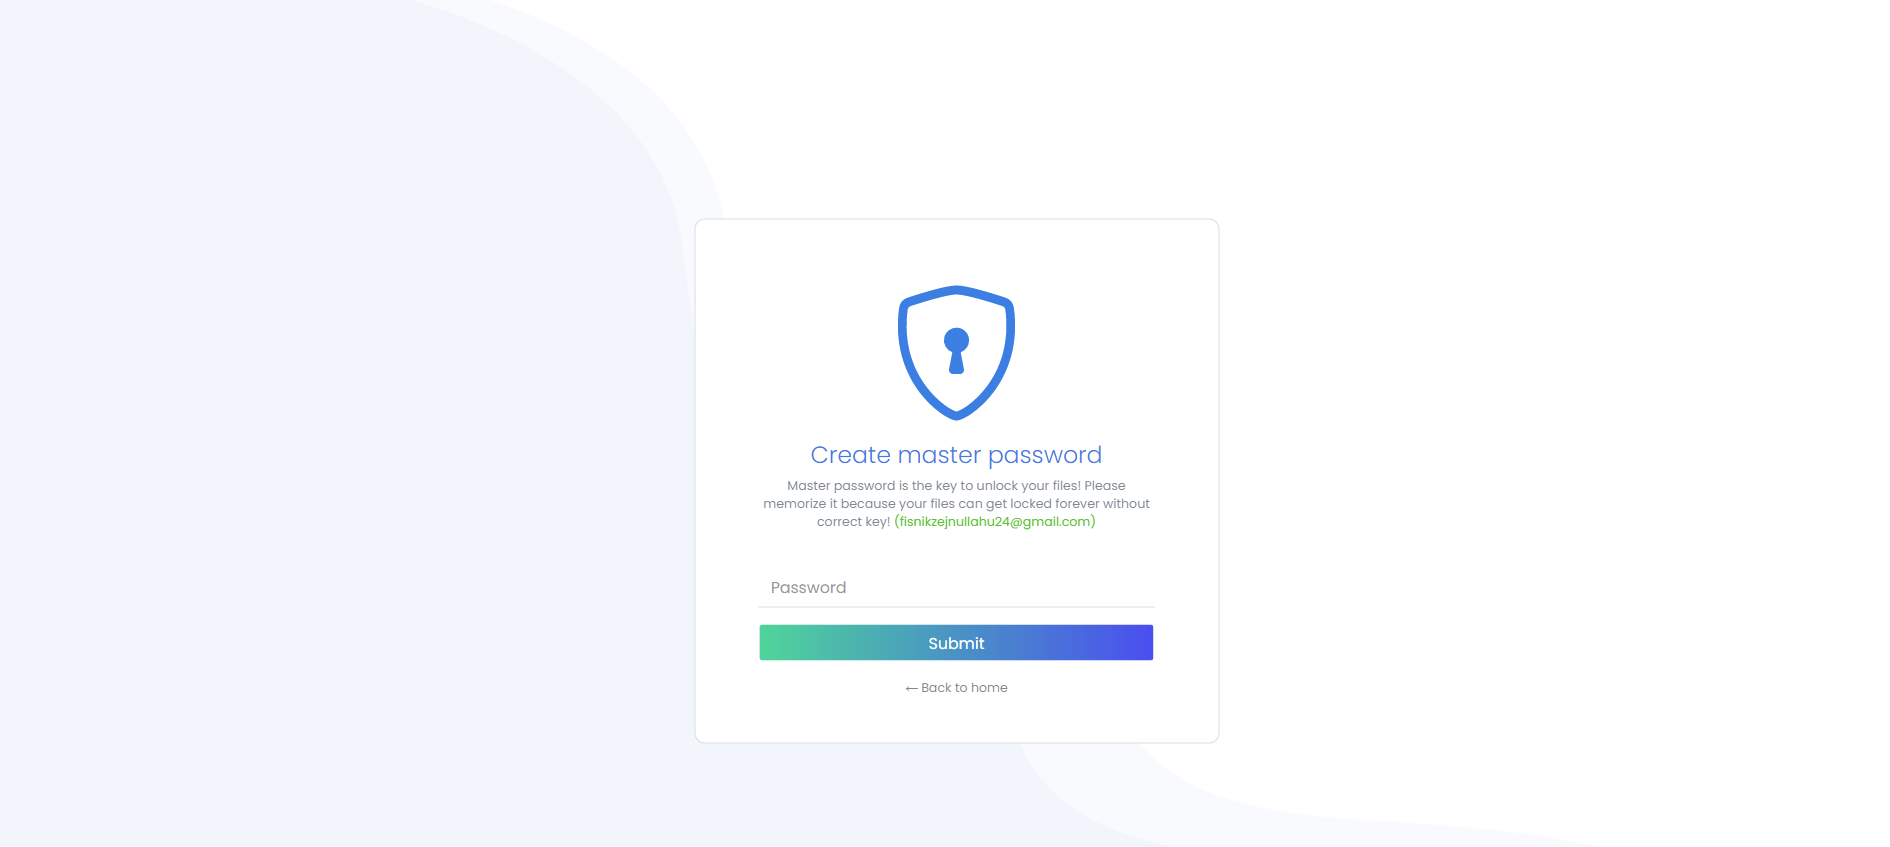 Create master password
Master password is the key to unlock your files! Please
memorize it because your files can get locked forever without
correct key! (fisnikzejnullahu24@gmail.com)
Password
Submit
← Back to home